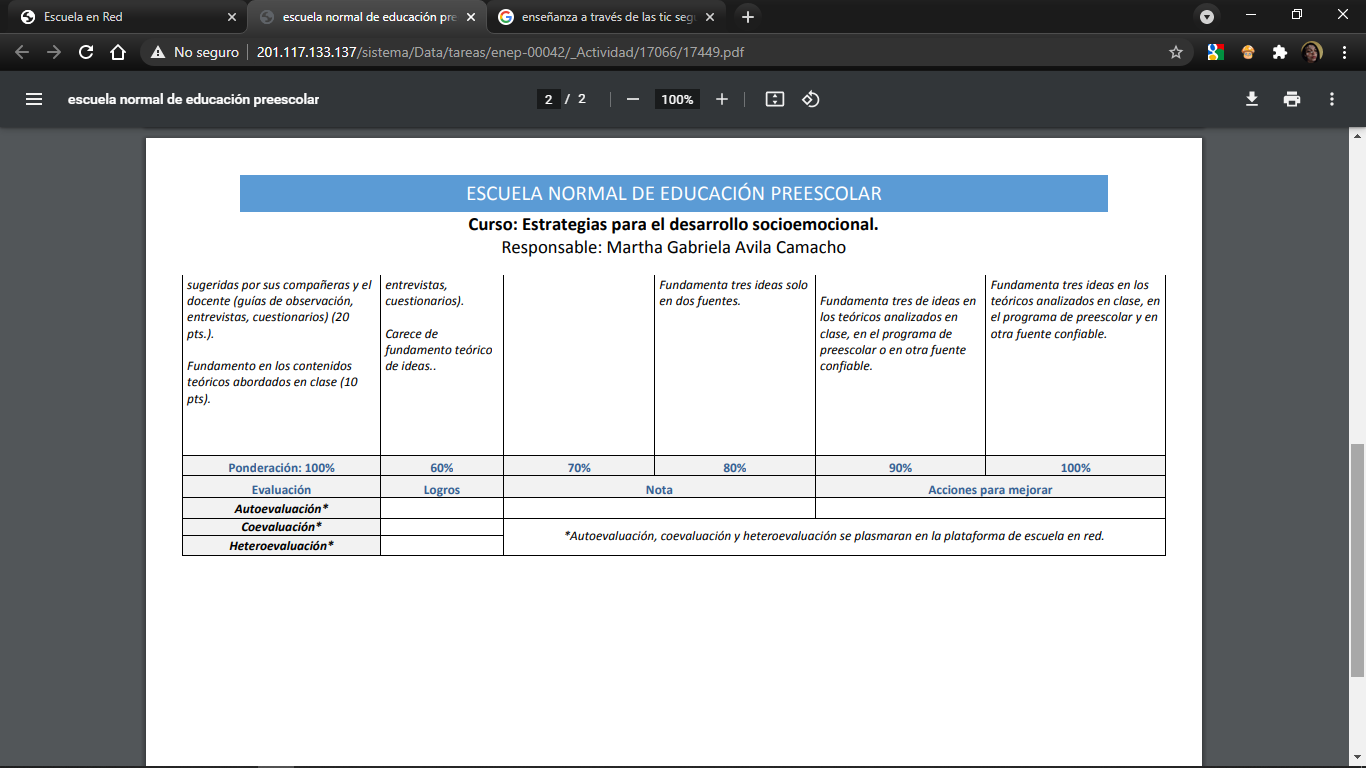 Escuela en Red
escuela normal de educación pre
enseñanza a través de las tic seg
No seguro
201.117.133.137/sistema/Data/tareas/enep-00042/_Actividad/17066/17449.pdf
escuela normal de educación preescolar
2 / 2
100%
ESCUELA NORMAL DE EDUCACIÓN PREESCOLAR
Curso: Estrategias para el desarrollo socioemocional.
Responsable: Martha Gabriela Avila Camacho
sugeridas por sus compañeras y el
docente (guías de observación,
entrevistas, cuestionarios) (20
pts.).
Fundamento en los contenidos
teóricos abordados en clase (10
pts).
entrevistas,
cuestionarios).
Carece de
fundamento teórico
de ideas..
Fundamenta tres ideas solo
en dos fuentes.
Fundamenta tres de ideas en
los teóricos analizados en
clase, en el programa de
preescolar o en otra fuente
confiable.
Fundamenta tres ideas en los
teóricos analizados en clase, en
el programa de preescolar y en
otra fuente confiable.
Ponderación: 100% 60% 70% 80% 90% 100%
Evaluación Logros Nota Acciones para mejorar
Autoevaluación*
Coevaluación*
Heteroevaluación*
*Autoevaluación, coevaluación y heteroevaluación se plasmaran en la plataforma de escuela en red.